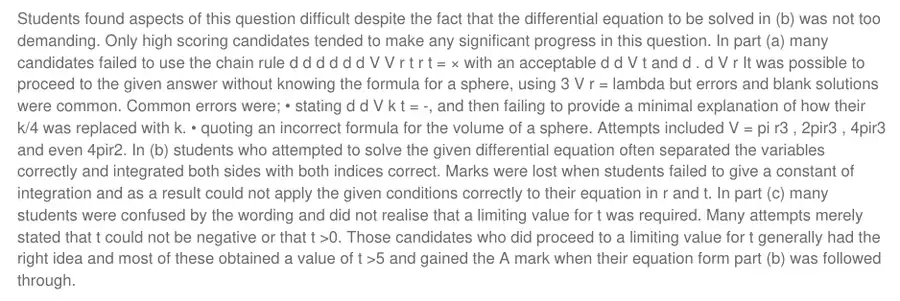 Students found aspects of this question difficult despite the fact that the differential equation to be solved in (b) was not too
demanding. Only high scoring candidates tended to make any significant progress in this question. In part (a) many
candidates failed to use the chain rule d d d d d d V V r t r t = × with an acceptable d d V t and d . d V r It was possible to
proceed to the given answer without knowing the formula for a sphere, using 3 V r = lambda but errors and blank solutions
were common. Common errors were; • stating d d V k t = -, and then failing to provide a minimal explanation of how their
k/4 was replaced with k. • quoting an incorrect formula for the volume of a sphere. Attempts included V = pi r3 , 2pir3 , 4pir3
and even 4pir2. In (b) students who attempted to solve the given differential equation often separated the variables
correctly and integrated both sides with both indices correct. Marks were lost when students failed to give a constant of
integration and as a result could not apply the given conditions correctly to their equation in r and t. In part (c) many
students were confused by the wording and did not realise that a limiting value for t was required. Many attempts merely
stated that t could not be negative or that t >0. Those candidates who did proceed to a limiting value for t generally had the
right idea and most of these obtained a value of t >5 and gained the A mark when their equation form part (b) was followed
through.